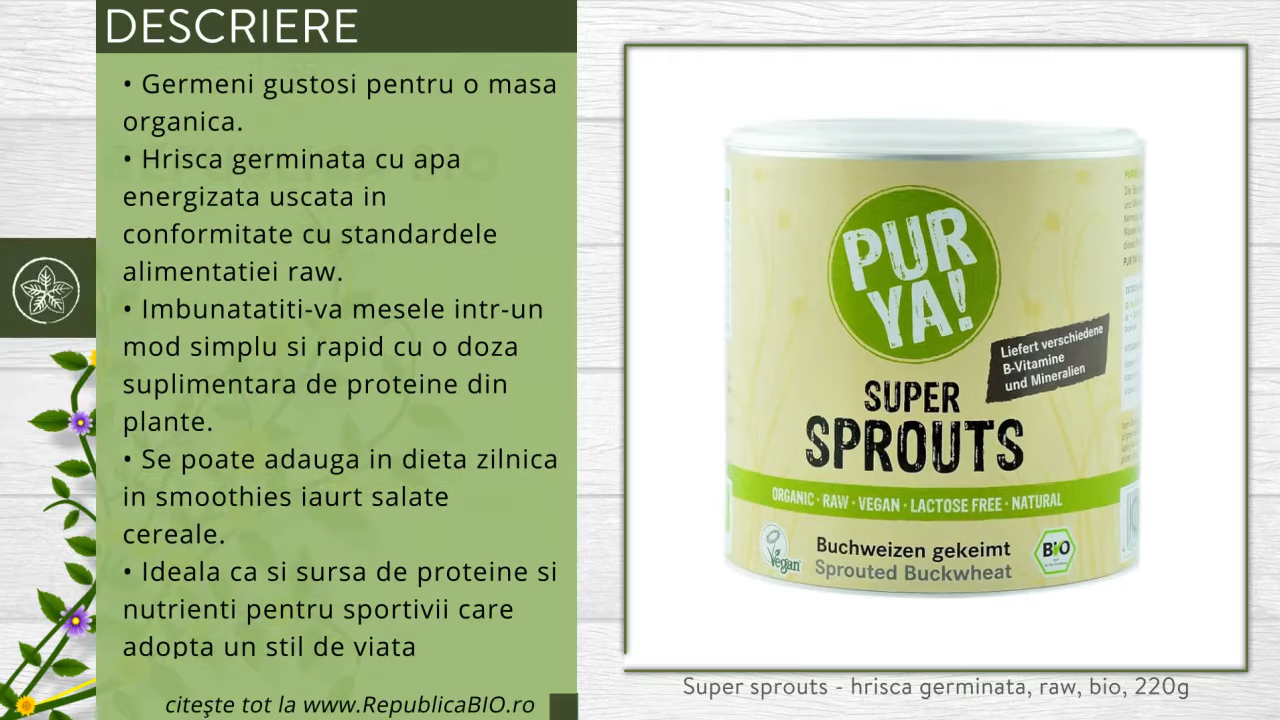 DESCRIERE
• Germeni gustosi pentru o masa
organica.
• Hrisca germinata cu apa
energizata uscata in
conformitate cu standardele
alimentatiei raw.
• Imbunatatiti-va mesele intr-un
mod simplu si rapid cu o doza
suplimentara de proteine din
plante.
• Se poate adauga in dieta zilnica
in smoothies iaurt salate
cereale.
• Ideala ca si sursa de proteine si
nutrienti pentru sportivii care
adopta un stil de viata
citește tot la www.RepublicaBIO.ro
PUR
YA!
Liefert verschiedene
B-Vitamine
und Mineralien
SUPER
SPROUTS
ORGANIC · RAW · VEGAN · LACTOSE FREE · NATURAL
Vegan
Buchweizen gekeimt
Sprouted Buckwheat
BIO
Super sprouts - hrisca germinata, raw, bio, 220g